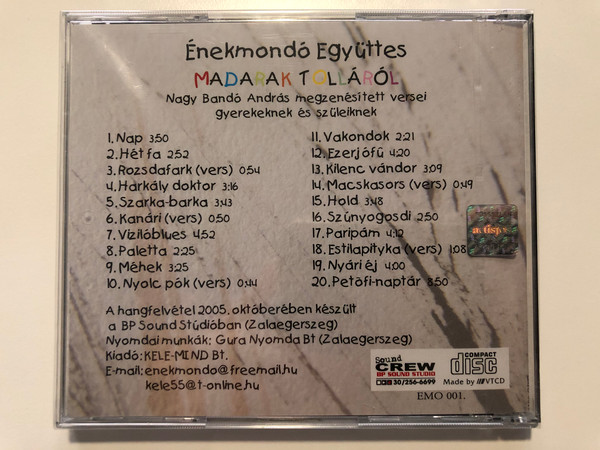 Énekmondó Együttes
MADARAK TOLLÁRÓL
Nagy Bandó András megzenésített versei
gyerekeknek és szüleiknek
1. Nap 3:50
2. Hét fa 2:52
3. Rozsdafark (vers) 0:54
4. Harkály doktor 3:16
5. Szarka-barka 3:43
6. Kanári (vers) 0:50
7. Vízilóblues 4:52
8. Paletta 2:25
9. Méhek 3:25
10. Nyolc pók (vers) 0:44
11. Vakondok 2:21
12. Ezerjófű 4:20
13. Kilenc vándor 3:09
14. Macskasors (vers) 0:49
15. Hold 3:48
16. Szúnyogosdi 2:50
17. Paripám 4:12
18. Estilapityka (vers) 1:08
19. Nyári éj 4:00
20. Petőfi-naptár 3:50
A hangfelvétel 2005. októberében készült
a BP Sound Stúdióban (Zalaegerszeg)
Nyomdai munkák: Gura Nyomda Bt (Zalaegerszeg)
Kiadó: KELE-MIND Bt.
E-mail: enekmondo@freemail.hu
kele55@t-online.hu
Sound
CREW
BP SOUND STUDIO
30/256-6699
COMPACT
disc
Made by VTCD
EMO 001.